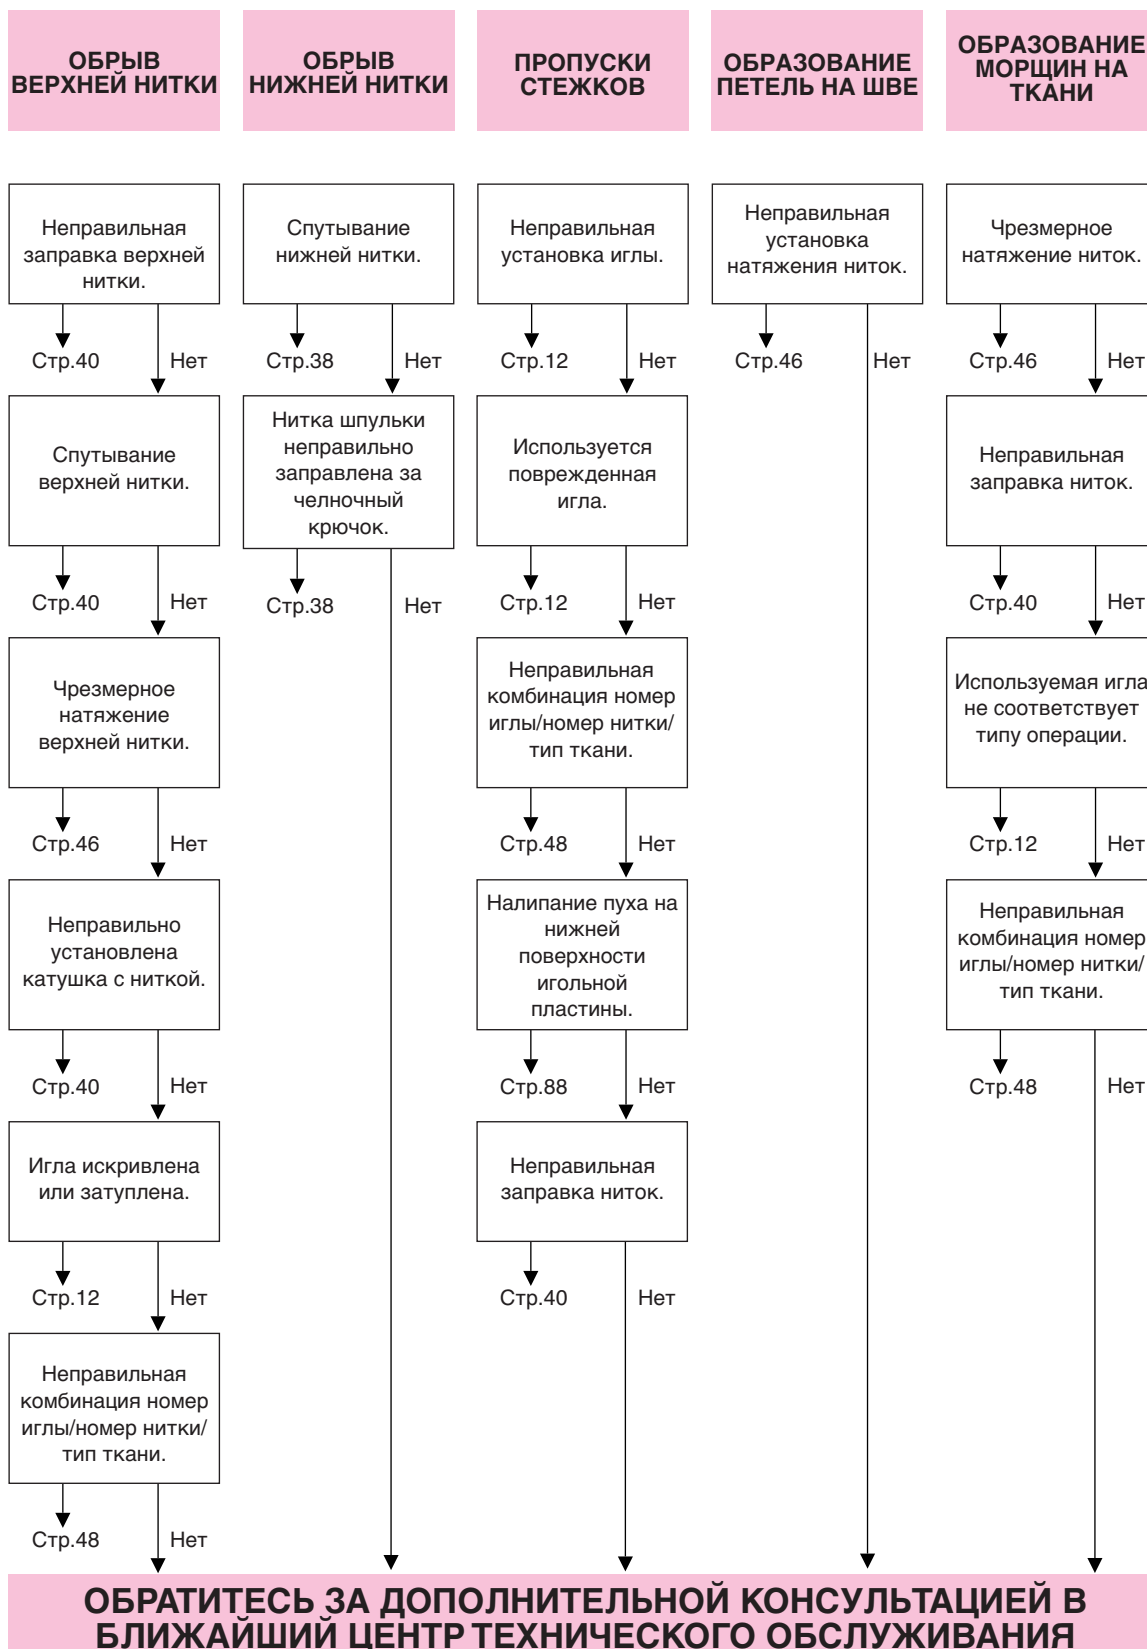 ОБРЫВ
ВЕРХНЕЙ НИТКИ
Неправильная
заправка верхней
нитки.
Стр.40
Нет
Спутывание
верхней нитки.
Стр.40
Нет
Чрезмерное
натяжение
верхней нитки.
Стр.46
Нет
Неправильно
установлена
катушка с ниткой.
Стр.40
Нет
Игла искривлена
или затуплена.
Стр.12
Нет
Неправильная
комбинация номер
иглы/номер нитки/
тип ткани.
Стр.48
Нет
ОБРЫВ
НИЖНЕЙ НИТКИ
Спутывание
нижней нитки.
Стр.38
Нет
Нитка шпульки
неправильно
заправлена за
челночный
крючок.
Стр.38
Нет
ПРОПУСКИ
СТЕЖКОВ
Неправильная
установка иглы.
Стр.12
Нет
Используется
поврежденная
игла.
Стр.12
Нет
Неправильная
комбинация номер
иглы/номер нитки/
тип ткани.
Стр.48
Нет
Налипание пуха на
нижней
поверхности
игольной
пластины.
Стр.88
Нет
Неправильная
заправка ниток.
Стр.40
Нет
ОБРАЗОВАНИЕ
ПЕТЕЛЬ НА ШВЕ
Неправильная
установка
натяжения ниток.
Стр.46
Нет
ОБРАЗОВАНИЕ
МОРЩИН НА
ТКАНИ
Чрезмерное
натяжение ниток.
Стр.46
Нет
Неправильная
заправка ниток.
Стр.40
Нет
Используемая игла
не соответствует
типу операции.
Стр.12
Нет
Неправильная
комбинация номер
иглы/номер нитки/
тип ткани.
Стр.48
Нет
ОБРАТИТЕСЬ ЗА ДОПОЛНИТЕЛЬНОЙ КОНСУЛЬТАЦИЕЙ В
БЛИЖАЙШИЙ ЦЕНТР ТЕХНИЧЕСКОГО ОБСЛУЖИВАНИЯ